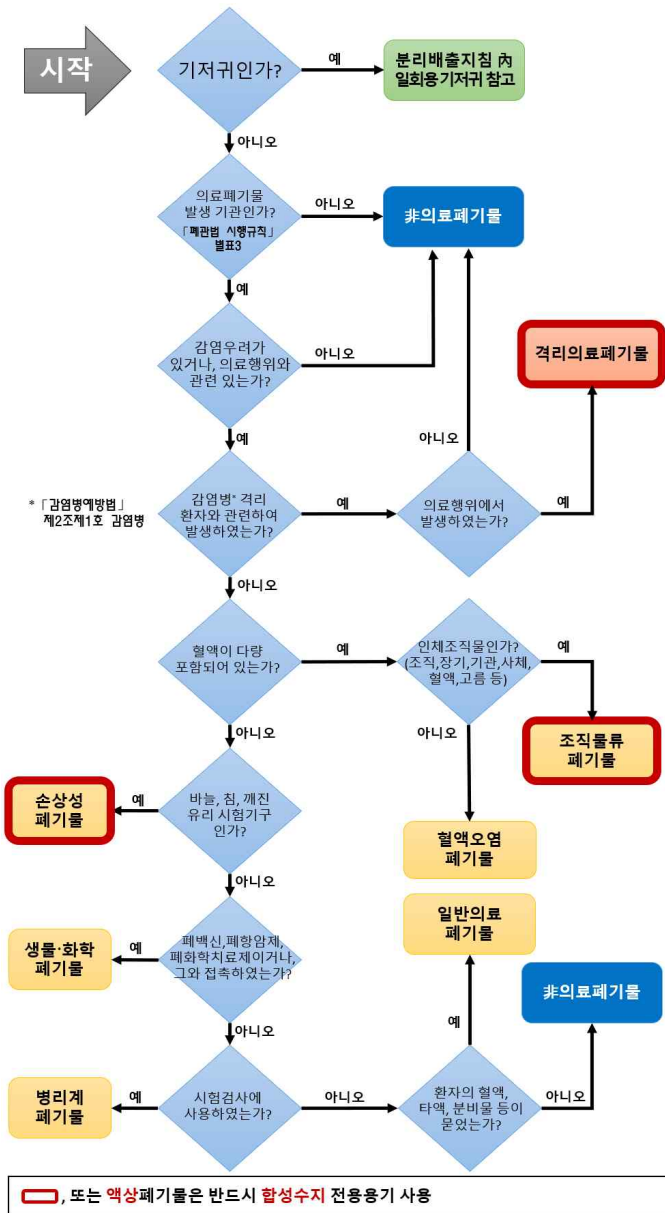 시작
기저귀인가?
예
분리배출지침 內
일회용기저귀 참고
아니오
의료폐기물
발생 기관인가?
「폐관법 시행규칙」
별표3
아니오
非의료폐기물
예
감염우려가
있거나, 의료행위와
관련 있는가?
아니오
격리의료폐기물
예
아니오
* 「감염병예방법」
제2조제1호 감염병
감염병* 격리
환자와 관련하여
발생하였는가?
예
의료행위에서
발생하였는가?
예
아니오
혈액이 다량
포함되어 있는가?
예
인체조직물인가?
(조직,장기,기관,사체,
혈액,고름 등)
예
아니오
아니오
조직물류
폐기물
손상성
폐기물
예
바늘, 침, 깨진
유리 시험기구
인가?
혈액오염
폐기물
아니오
일반의료
폐기물
생물·화학
폐기물
예
폐백신,폐항암제,
폐화학치료제이거나,
그와 접촉하였는가?
非의료폐기물
아니오
예
병리계
폐기물
예
시험검사에
사용하였는가?
아니오
환자의 혈액,
타액, 분비물 등이
묻었는가?
아니오
, 또는 액상폐기물은 반드시 합성수지 전용용기 사용